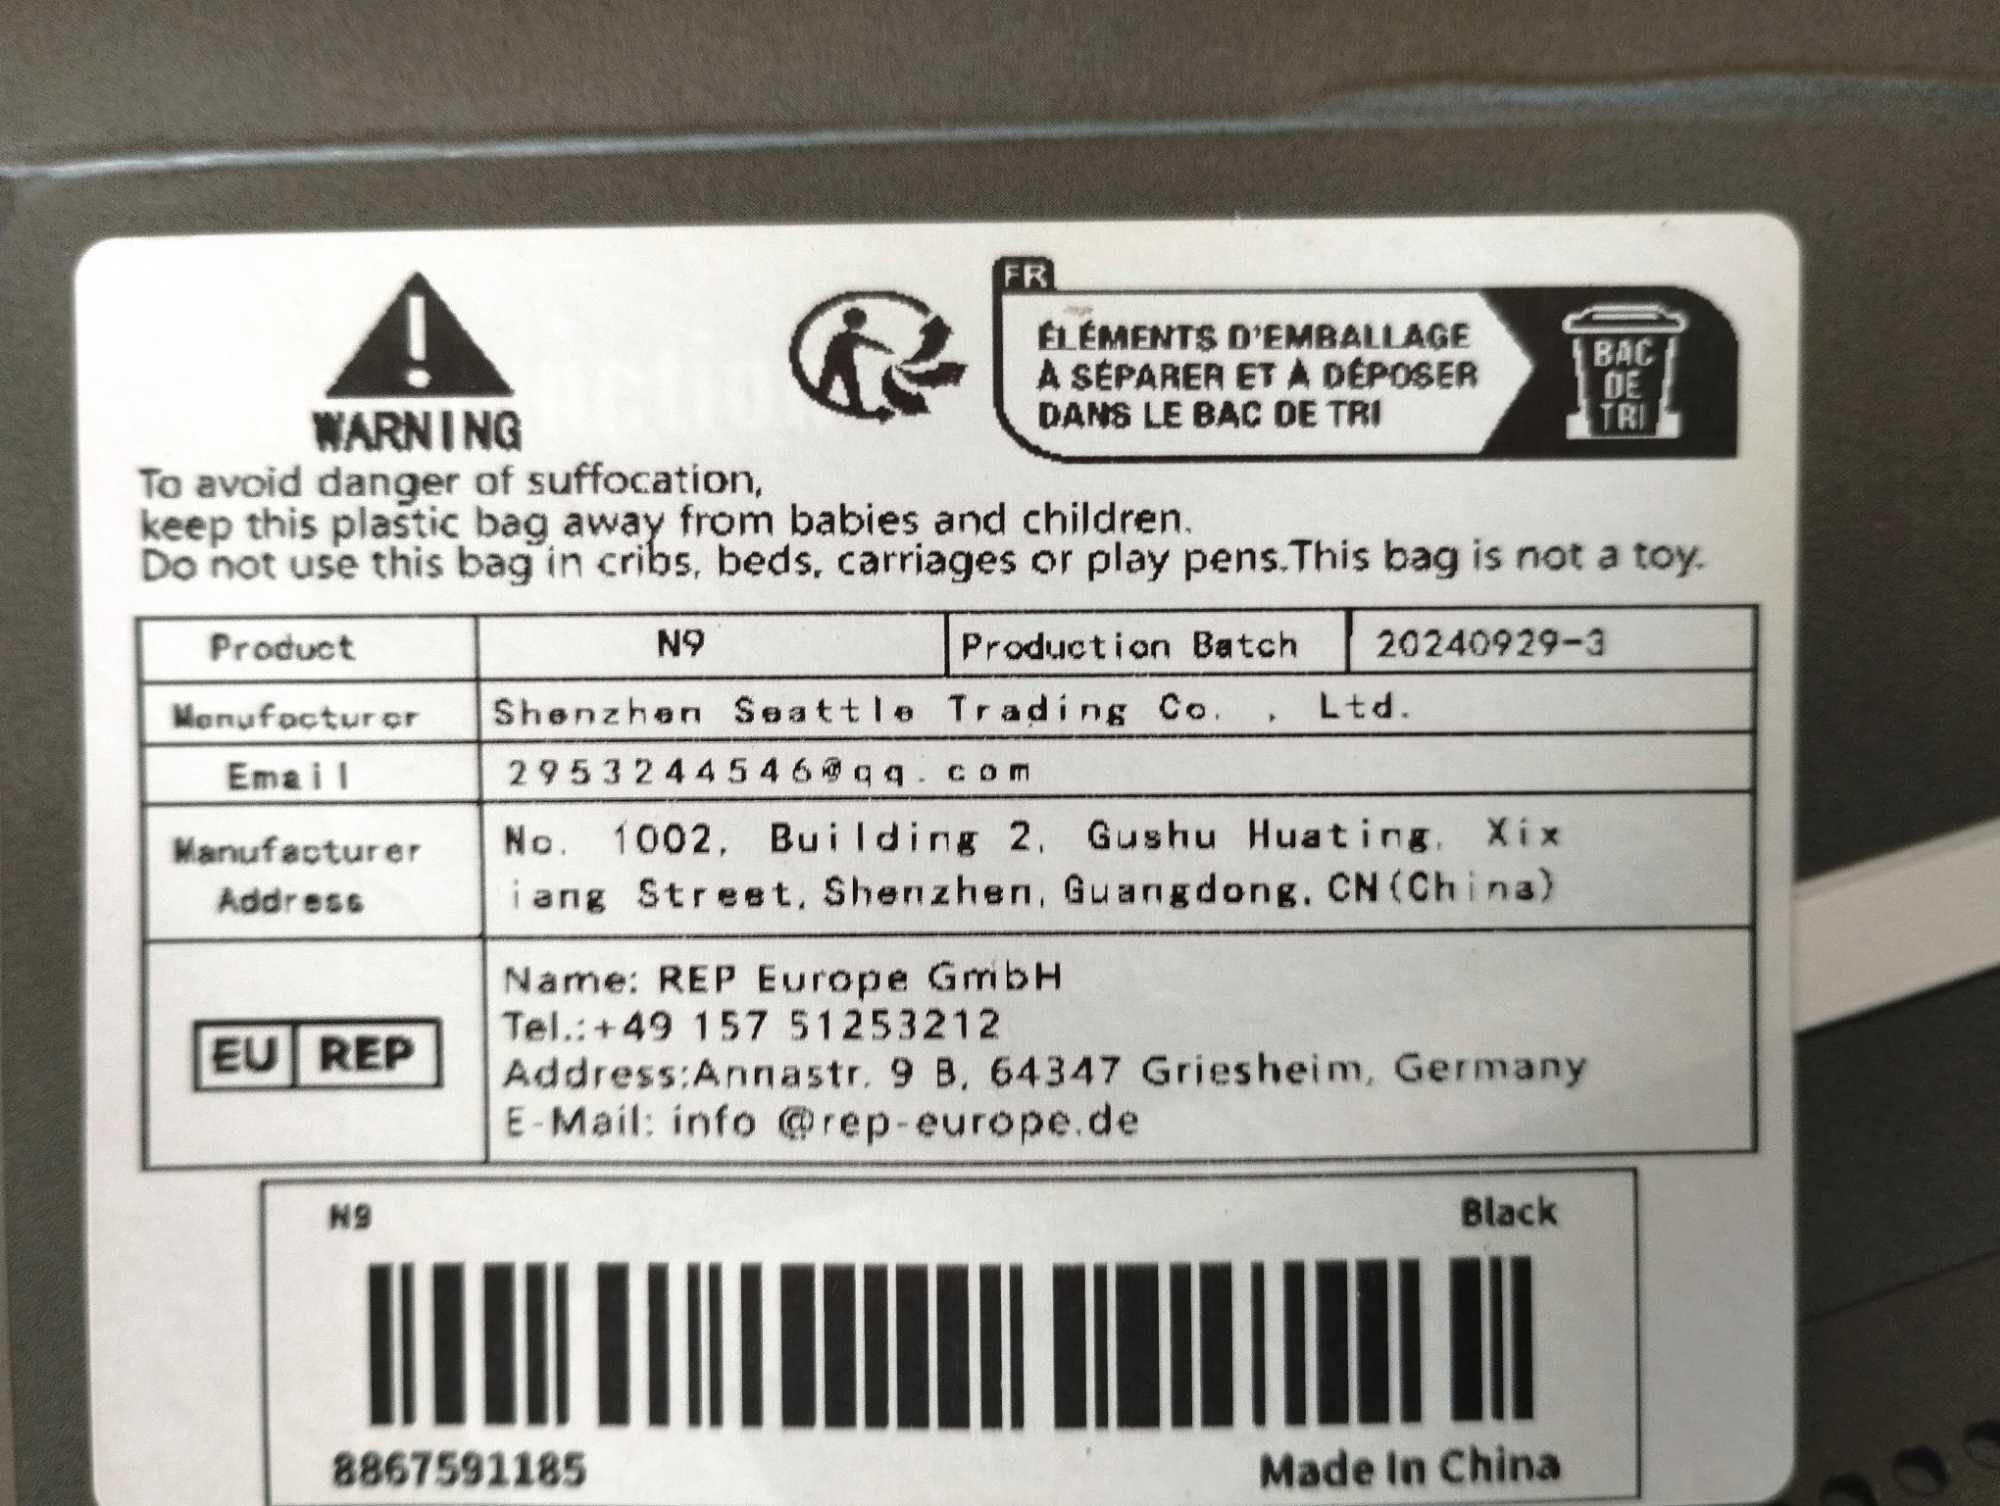 WARNING
FR
ÉLÉMENTS D'EMBALLAGE
À SÉPARER ET À DÉPOSER
DANS LE BAC DE TRI
BAC
DE
TRI
To avoid danger of suffocation,
keep this plastic bag away from babies and children.
Do not use this bag in cribs, beds, carriages or play pens.This bag is not a toy.
Product N9 Production Batch 20240929-3
Manufacturer Shenzhen Seattle Trading Co. , Ltd.
Email 2953244546@qq.com
Manufacturer
Address
No. 1002, Building 2, Gushu Huating, Xix
iang Street, Shenzhen, Guangdong, CN(China)
EU REP
Name: REP Europe GmbH
Tel.:+49 157 51253212
Address:Annastr. 9 B, 64347 Griesheim, Germany
E-Mail: info @rep-europe.de
N9 Black
8867591185 Made In China